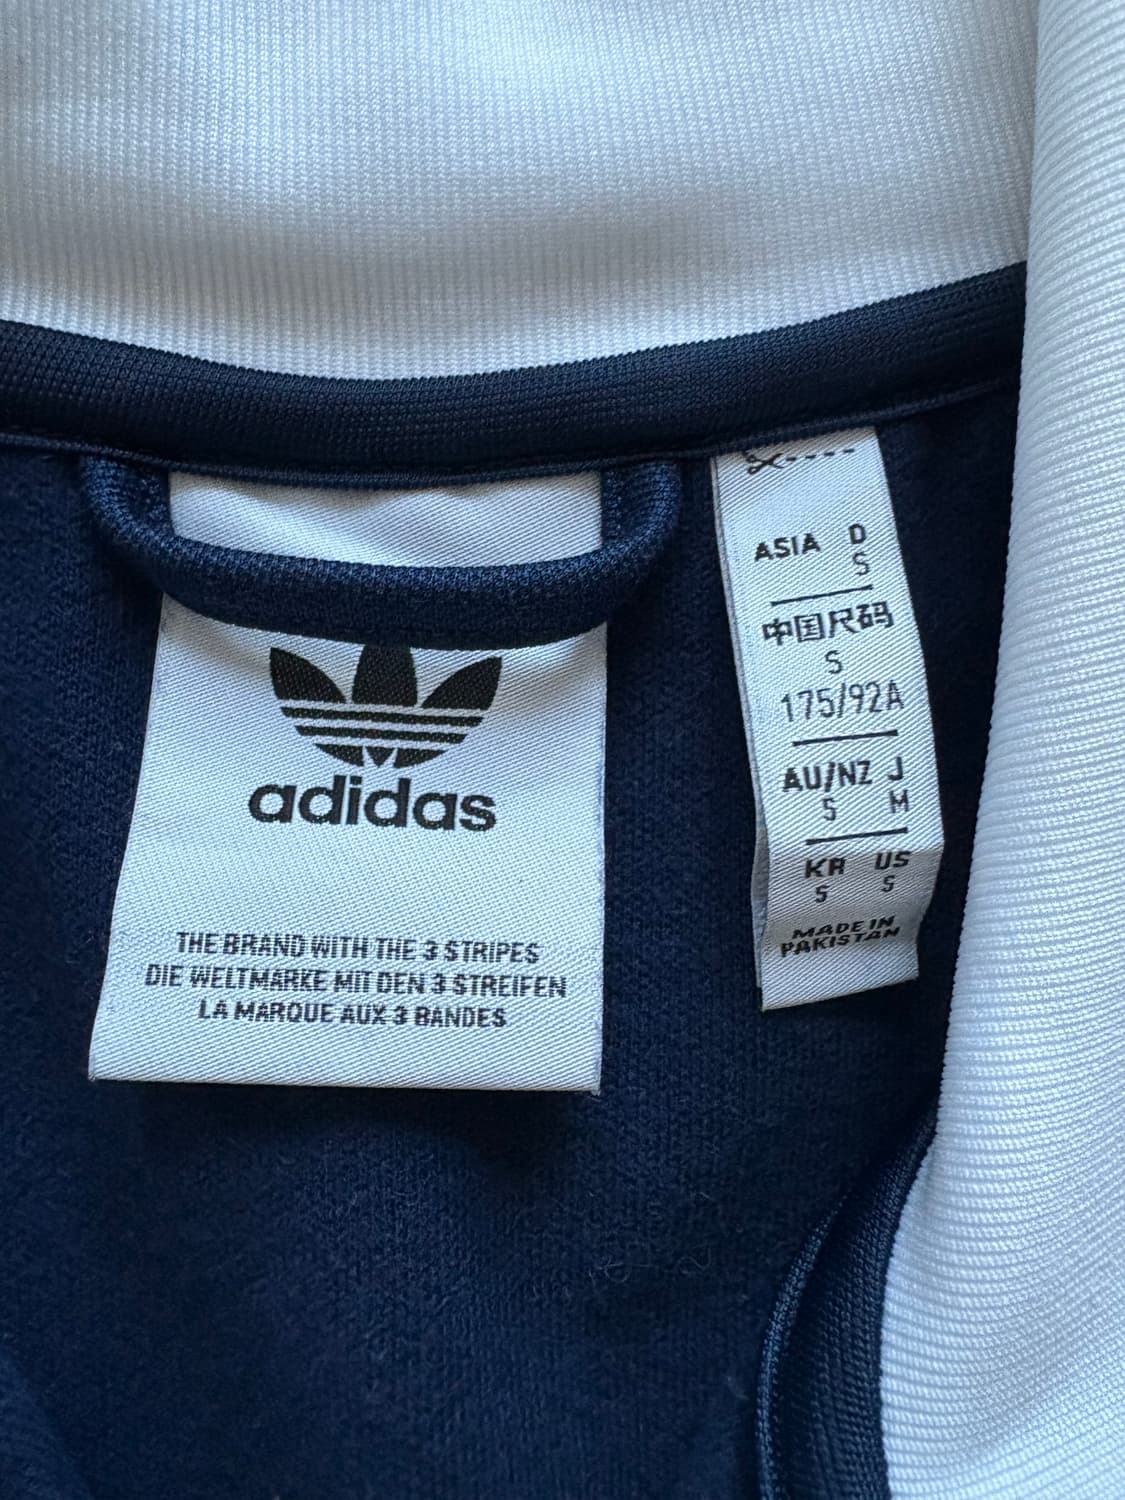 adidas
THE BRAND WITH THE 3 STRIPES
DIE WELTMARKE MIT DEN 3 STREIFEN
LA MARQUE AUX 3 BANDES
ASIA D
S
中国尺码
S
175/92A
AU/NZ J
S M
KR US
S S
MADE IN
PAKISTAN